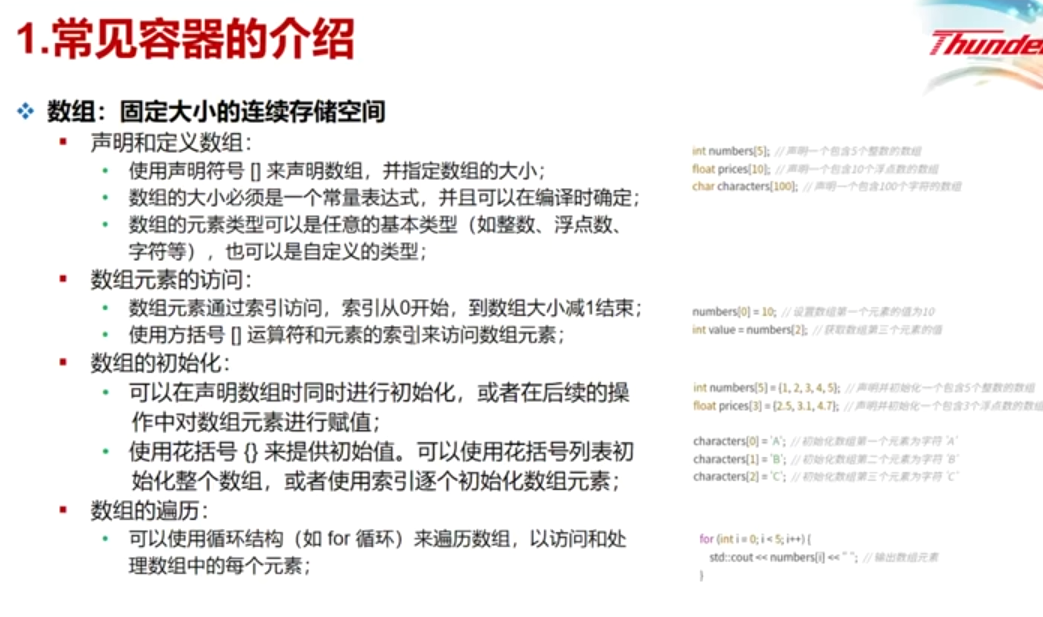 1.常见容器的介绍
Thunder
数组：固定大小的连续存储空间
声明和定义数组：
使用声明符号 [] 来声明数组，并指定数组的大小；
数组的大小必须是一个常量表达式，并且可以在编译时确定；
数组的元素类型可以是任意的基本类型（如整数、浮点数、
字符等），也可以是自定义的类型；
int numbers[5]; // 声明一个包含5个整数的数组
float prices[10]; // 声明一个包含10个浮点数的数组
char characters[100]; // 声明一个包含100个字符的数组
数组元素的访问：
数组元素通过索引访问，索引从0开始，到数组大小减1结束；
使用方括号 [] 运算符和元素的索引来访问数组元素；
numbers[0] = 10; // 设置数组第一个元素的值为10
int value = numbers[2]; // 获取数组第三个元素的值
数组的初始化：
可以在声明数组时同时进行初始化，或者在后续的操
作中对数组元素进行赋值；
使用花括号 {} 来提供初始值。可以使用花括号列表初
始化整个数组，或者使用索引逐个初始化数组元素；
int numbers[5] = {1, 2, 3, 4, 5}; // 声明并初始化一个包含5个整数的数组
float prices[3] = {2.5, 3.1, 4.7}; // 声明并初始化一个包含3个浮点数的数组
characters[0] = 'A'; // 初始化数组第一个元素为字符 'A'
characters[1] = 'B'; // 初始化数组第二个元素为字符 'B'
characters[2] = 'C'; // 初始化数组第三个元素为字符 'C'
数组的遍历：
可以使用循环结构（如 for 循环）来遍历数组，以访问和处
理数组中的每个元素；
for (int i = 0; i < 5; i++) {
std::cout << numbers[i] << " "; // 输出数组元素
}